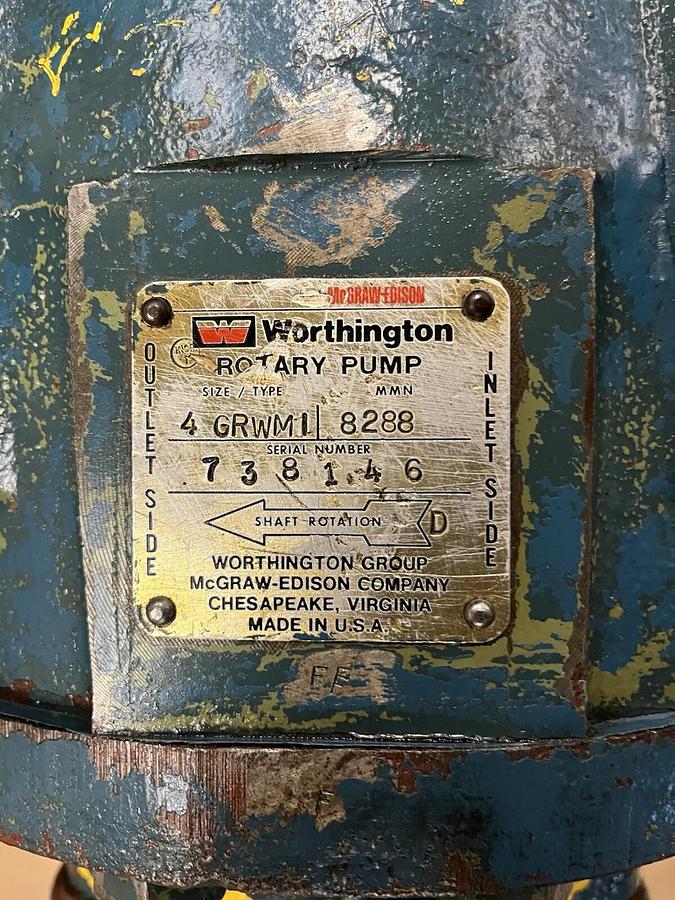 McGRAW-EDISON
Worthington
ROTARY PUMP
SIZE / TYPE MMN
4 GRWM1 8288
SERIAL NUMBER
738146
SHAFT ROTATION D
OUTLET SIDE
INLET SIDE
WORTHINGTON GROUP
McGRAW-EDISON COMPANY
CHESAPEAKE, VIRGINIA
MADE IN U.S.A.